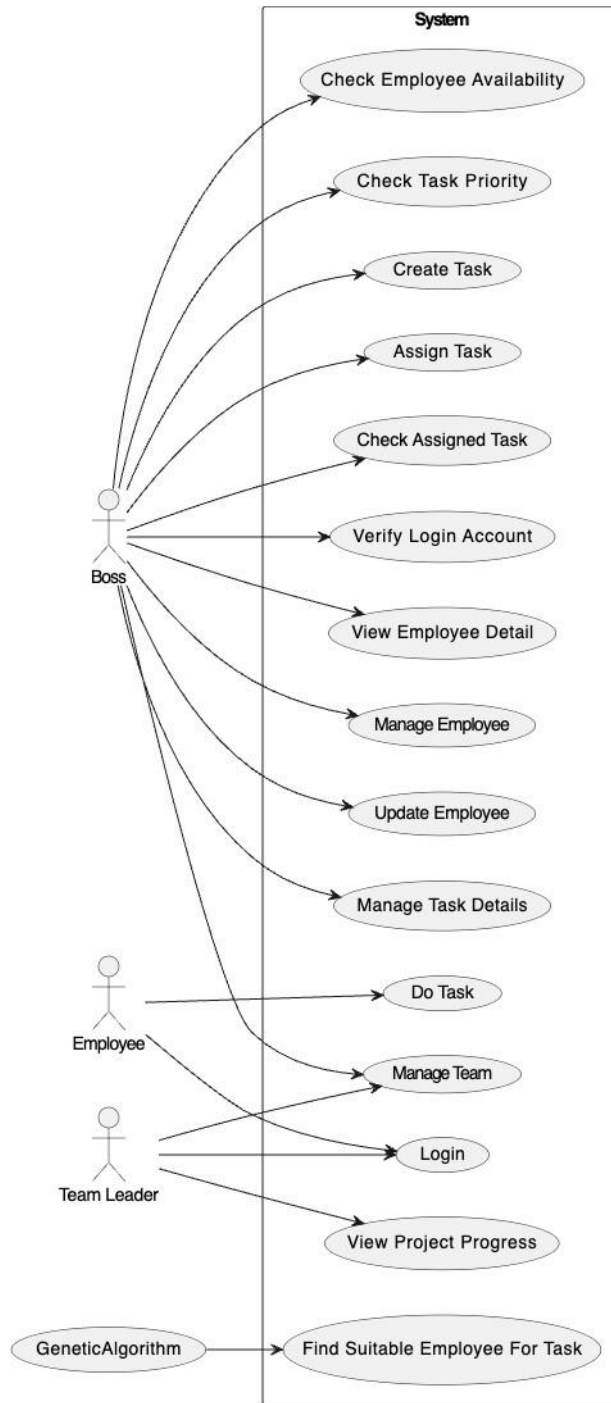 System
Check Employee Availability
Check Task Priority
Create Task
Assign Task
Check Assigned Task
Verify Login Account
Boss
View Employee Detail
Manage Employee
Update Employee
Manage Task Details
Do Task
Employee
Manage Team
Login
Team Leader
View Project Progress
GeneticAlgorithm
Find Suitable Employee For Task